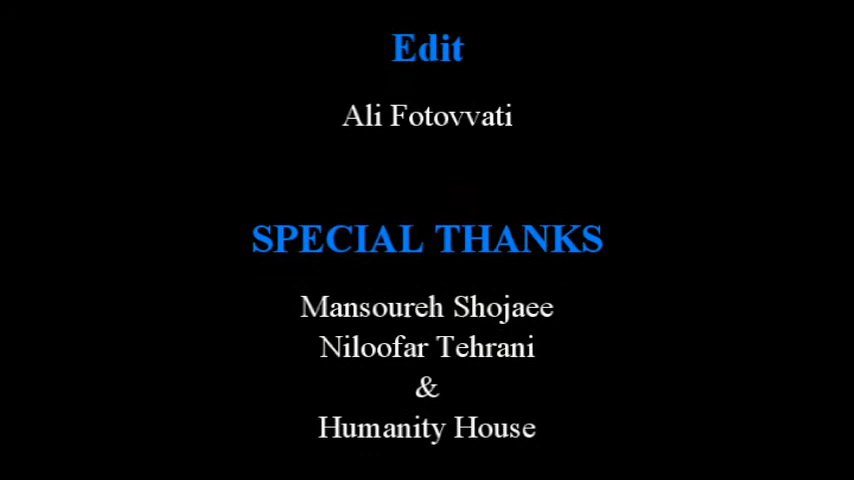 Edit
Ali Fotovvati
SPECIAL THANKS
Mansoureh Shojaee
Niloofar Tehrani
&
Humanity House